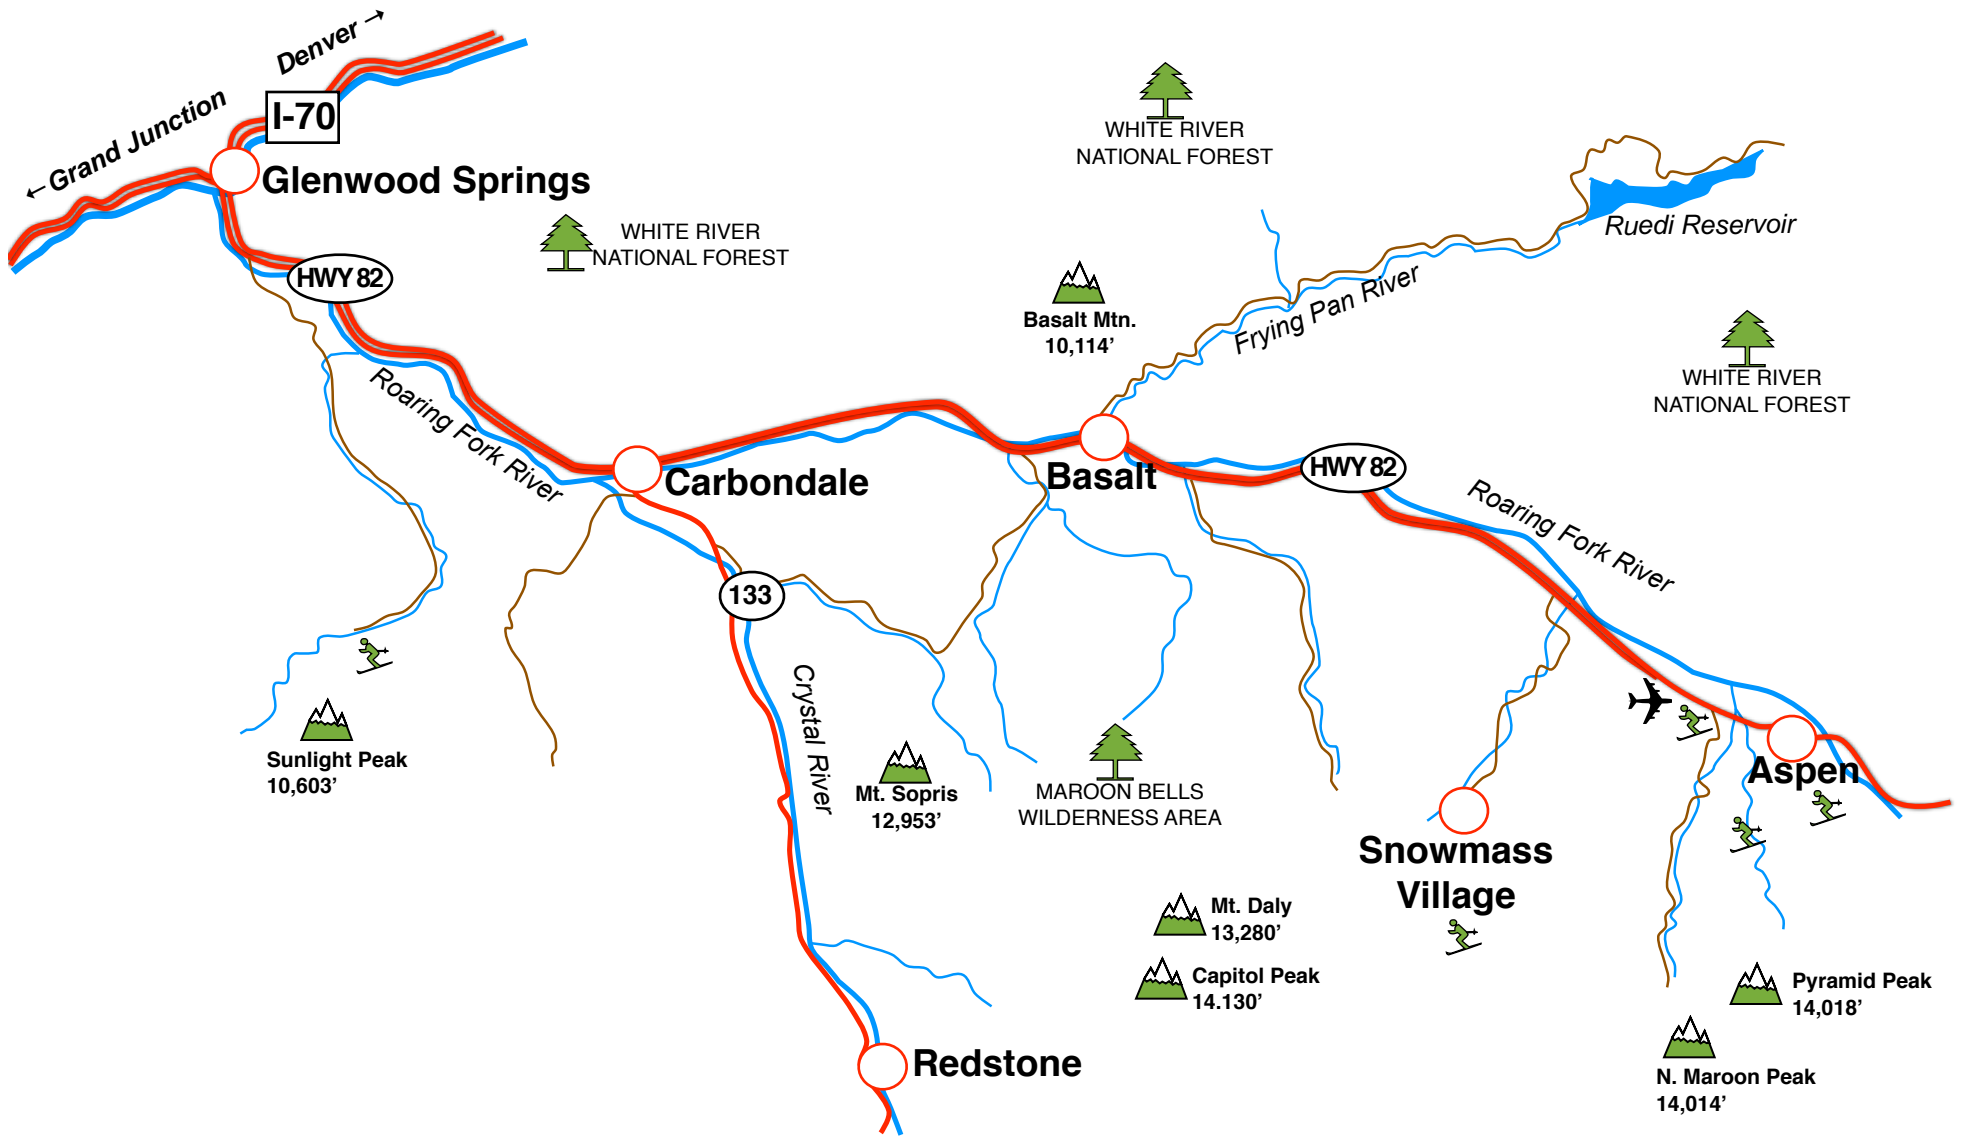 Denver →
I-70
← Grand Junction
Glenwood Springs
WHITE RIVER
NATIONAL FOREST
WHITE RIVER
NATIONAL FOREST
HWY 82
Ruedi Reservoir
Frying Pan River
Basalt Mtn.
10,114’
WHITE RIVER
NATIONAL FOREST
Roaring Fork River
Carbondale
Basalt
HWY 82
Roaring Fork River
133
Crystal River
Sunlight Peak
10,603’
Mt. Sopris
12,953’
MAROON BELLS
WILDERNESS AREA
Aspen
Snowmass
Village
Mt. Daly
13,280’
Capitol Peak
14.130’
Pyramid Peak
14,018’
Redstone
N. Maroon Peak
14,014’